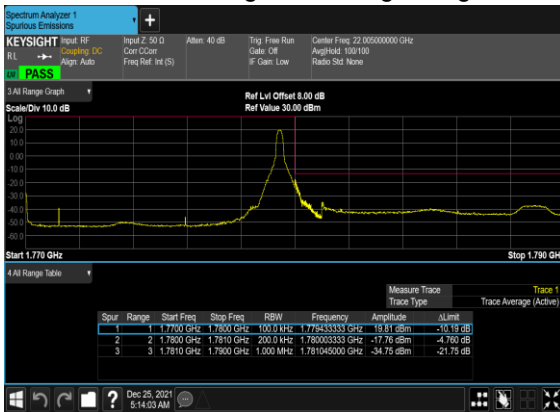 Spectrum Analyzer 1
Spurious Emissions
KEYSIGHT Input: RF Input Z: 50 Ω Atten: 40 dB Trig: Free Run Center Freq: 22.005000000 GHz
RL Coupling: DC Corr CCorr Gate: Off Avg|Hold: 100/100
Align: Auto Freq Ref: Int (S) IF Gain: Low Radio Std: None
PASS
3 All Range Graph
Ref Lvl Offset 8.00 dB
Scale/Div 10.0 dB Ref Value 30.00 dBm
Log
20.0
10.0
0.00
-10.0
-20.0
-30.0
-40.0
-50.0
-60.0
Start 1.770 GHz Stop 1.790 GH
4 All Range Table
Measure Trace Trace 1
Trace Type Trace Average (Active)
Spur Range Start Freq Stop Freq RBW Frequency Amplitude ΔLimit
1 1 1.7700 GHz 1.7800 GHz 100.0 kHz 1.779433333 GHz 19.81 dBm -10.19 dB
2 2 1.7800 GHz 1.7810 GHz 200.0 kHz 1.780003333 GHz -17.76 dBm -4.760 dB
3 3 1.7810 GHz 1.7900 GHz 1.000 MHz 1.781045000 GHz -34.75 dBm -21.75 dB
Dec 25, 2021
5:14:03 AM